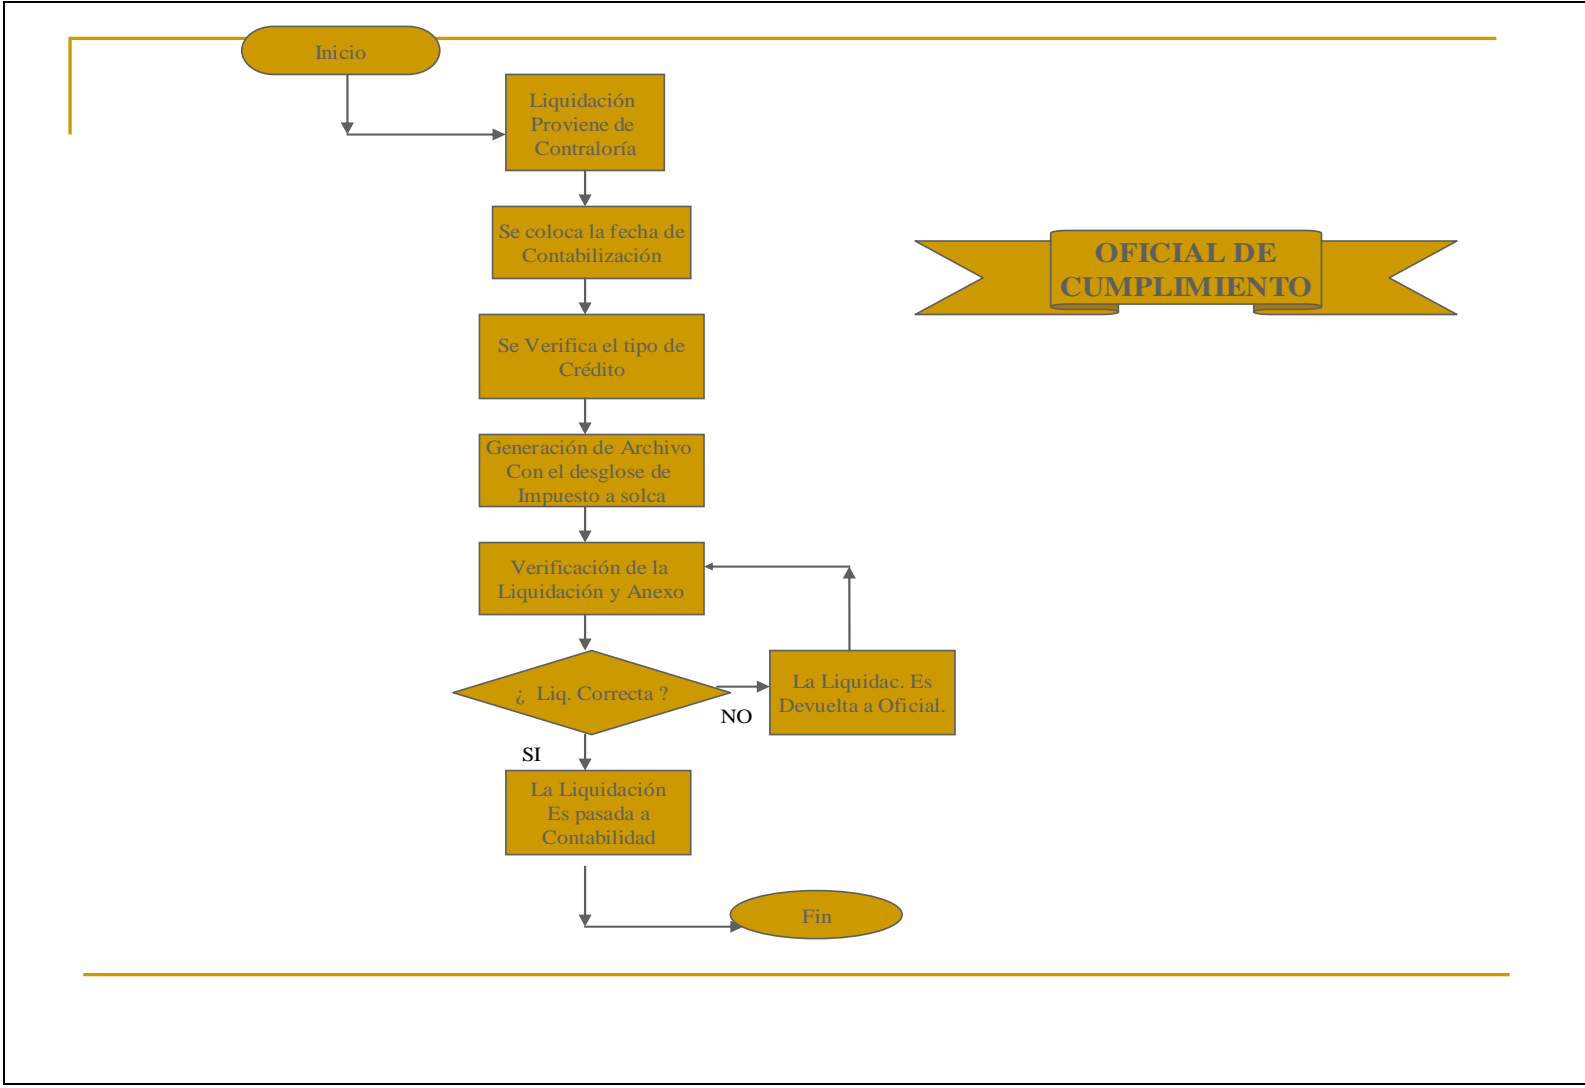 Inicio
Liquidación
Proviene de
Contraloría
Se coloca la fecha de
Contabilización
OFICIAL DE
CUMPLIMIENTO
Se Verifica el tipo de
Crédito
Generación de Archivo
Con el desglose de
Impuesto a solca
Verificación de la
Liquidación y Anexo
¿ Liq. Correcta ?
NO
La Liquidac. Es
Devuelta a Oficial.
SI
La Liquidación
Es pasada a
Contabilidad
Fin